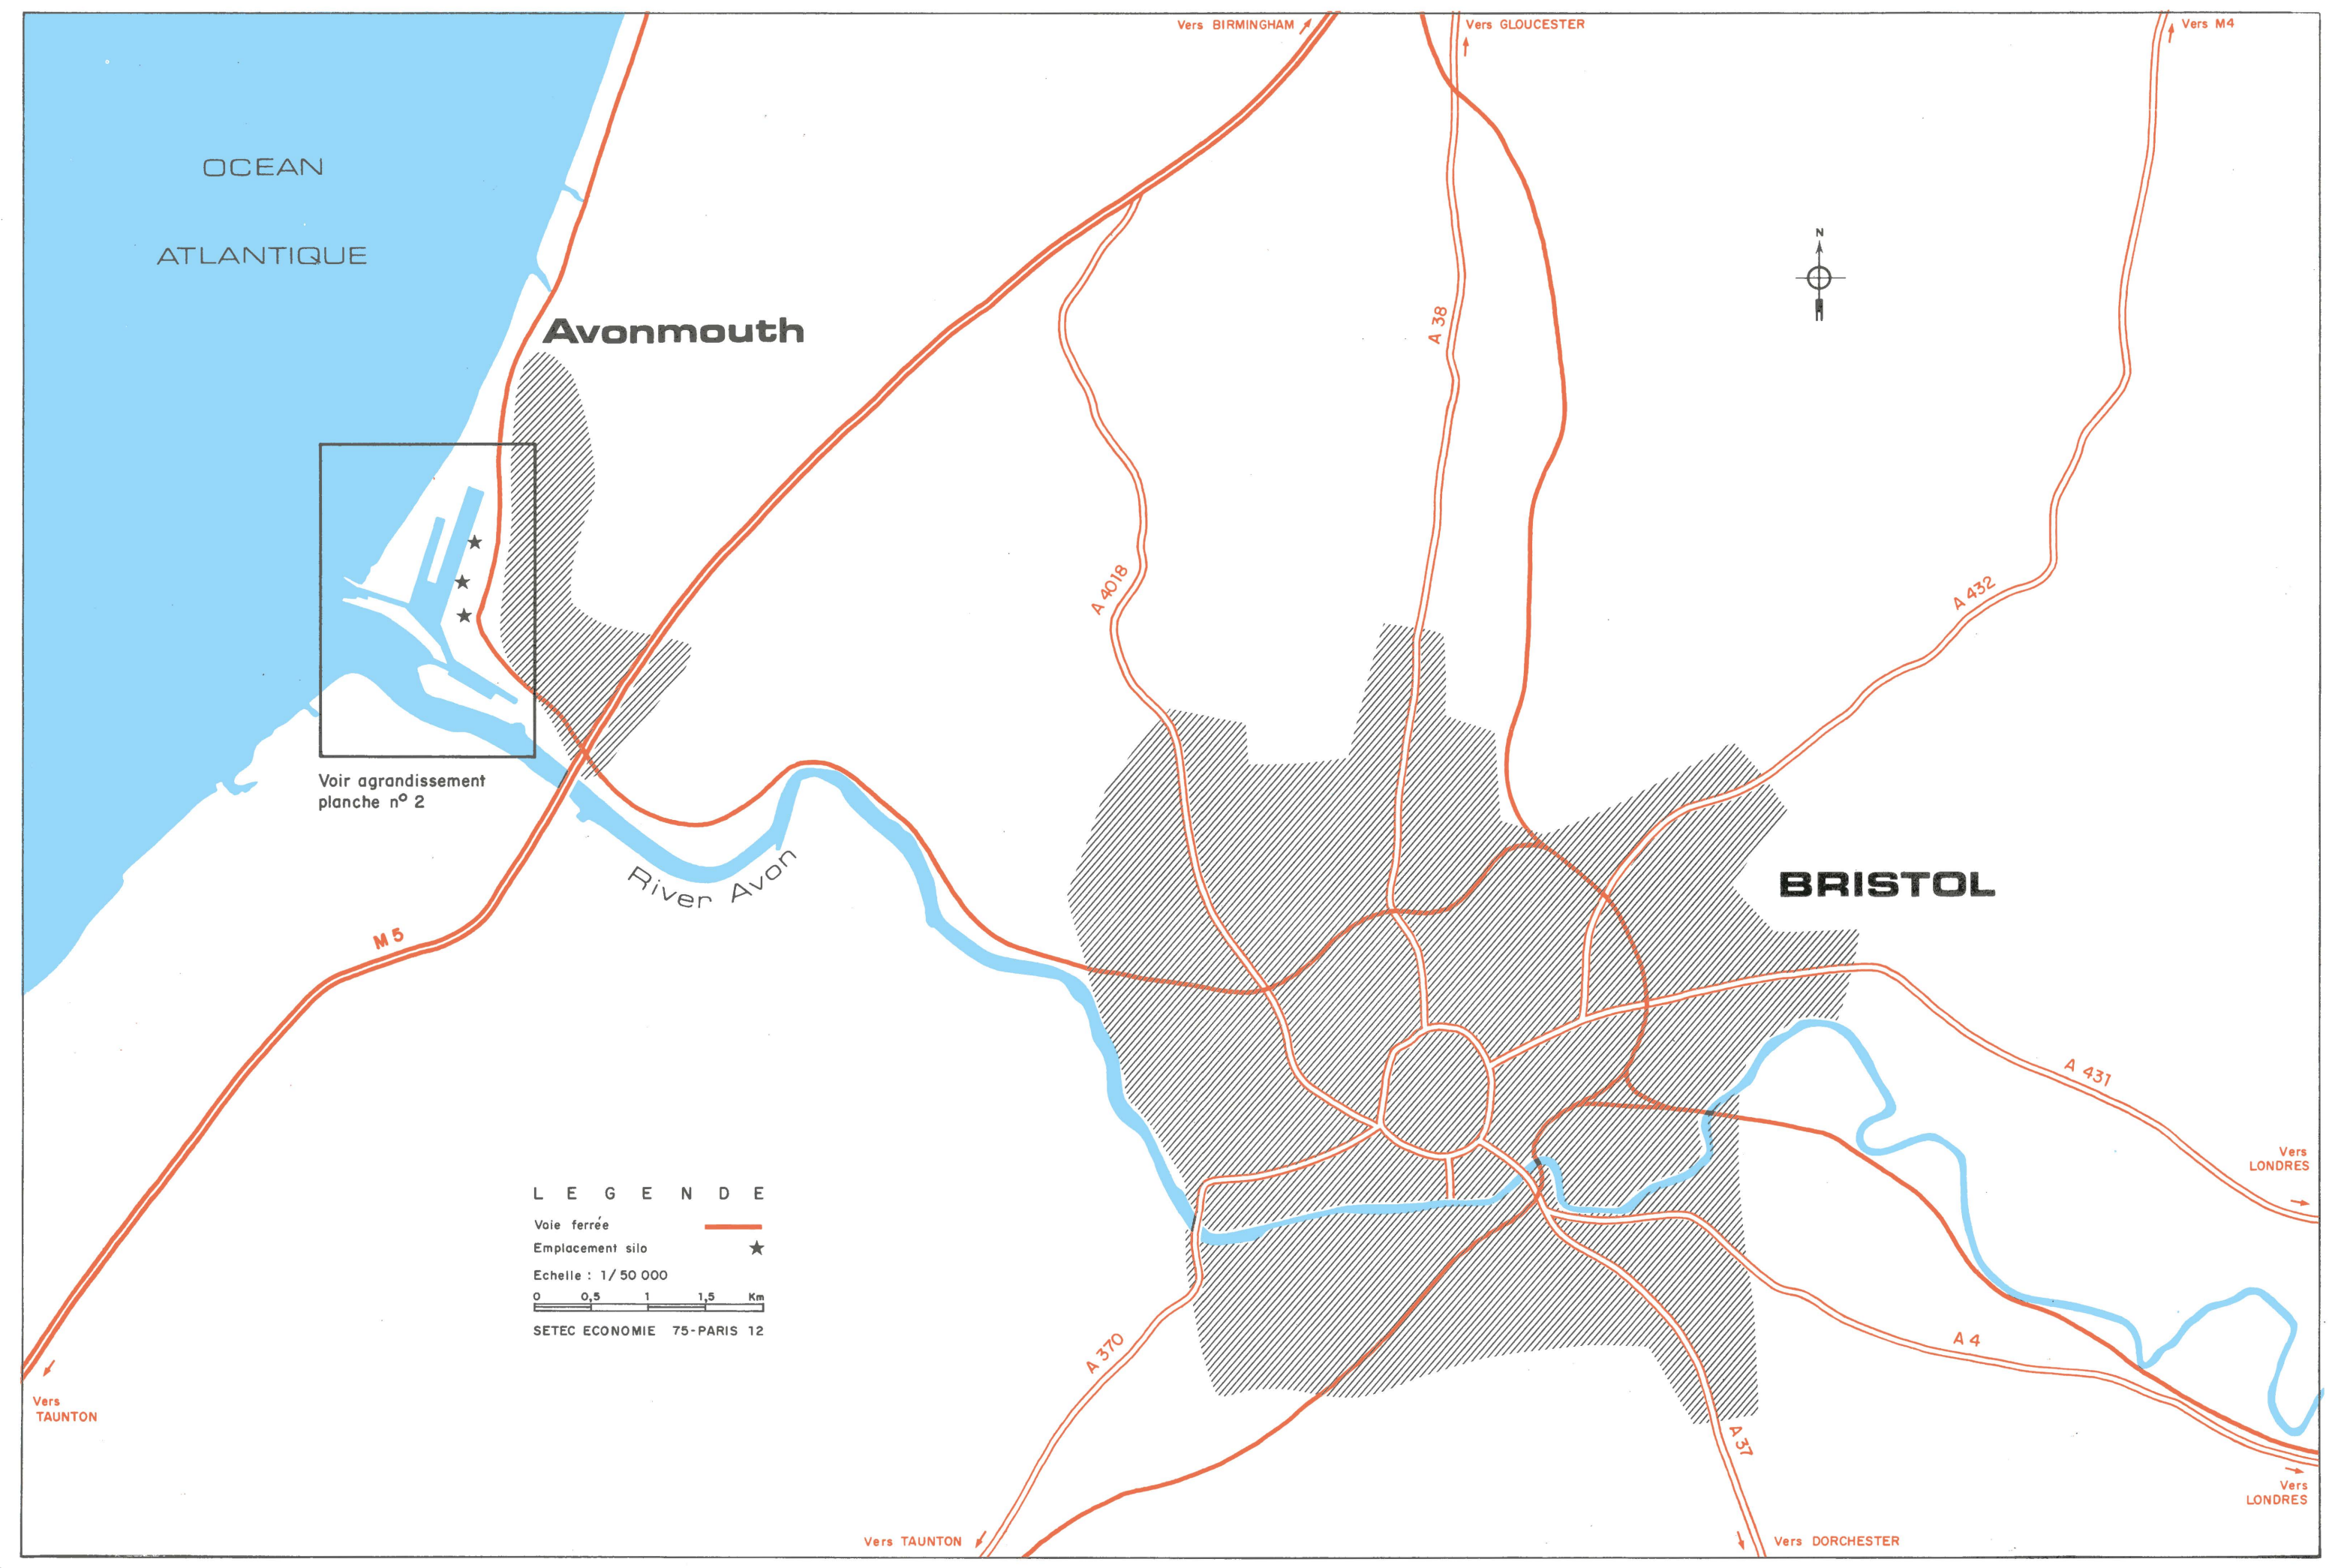 Vers BIRMINGHAM
Vers GLOUCESTER
Vers M4
OCEAN
ATLANTIQUE
N
Avonmouth
A 38
A 4018
A 432
Voir agrandissement
planche nº 2
River Avon
BRISTOL
M 5
A 431
Vers
LONDRES
LEGENDE
Voie ferrée
Emplacement silo
Echelle : 1/50 000
0 0,5 1 1,5 Km
SETEC ECONOMIE 75-PARIS 12
A 370
A 4
Vers
TAUNTON
A 37
Vers
LONDRES
Vers TAUNTON
Vers DORCHESTER